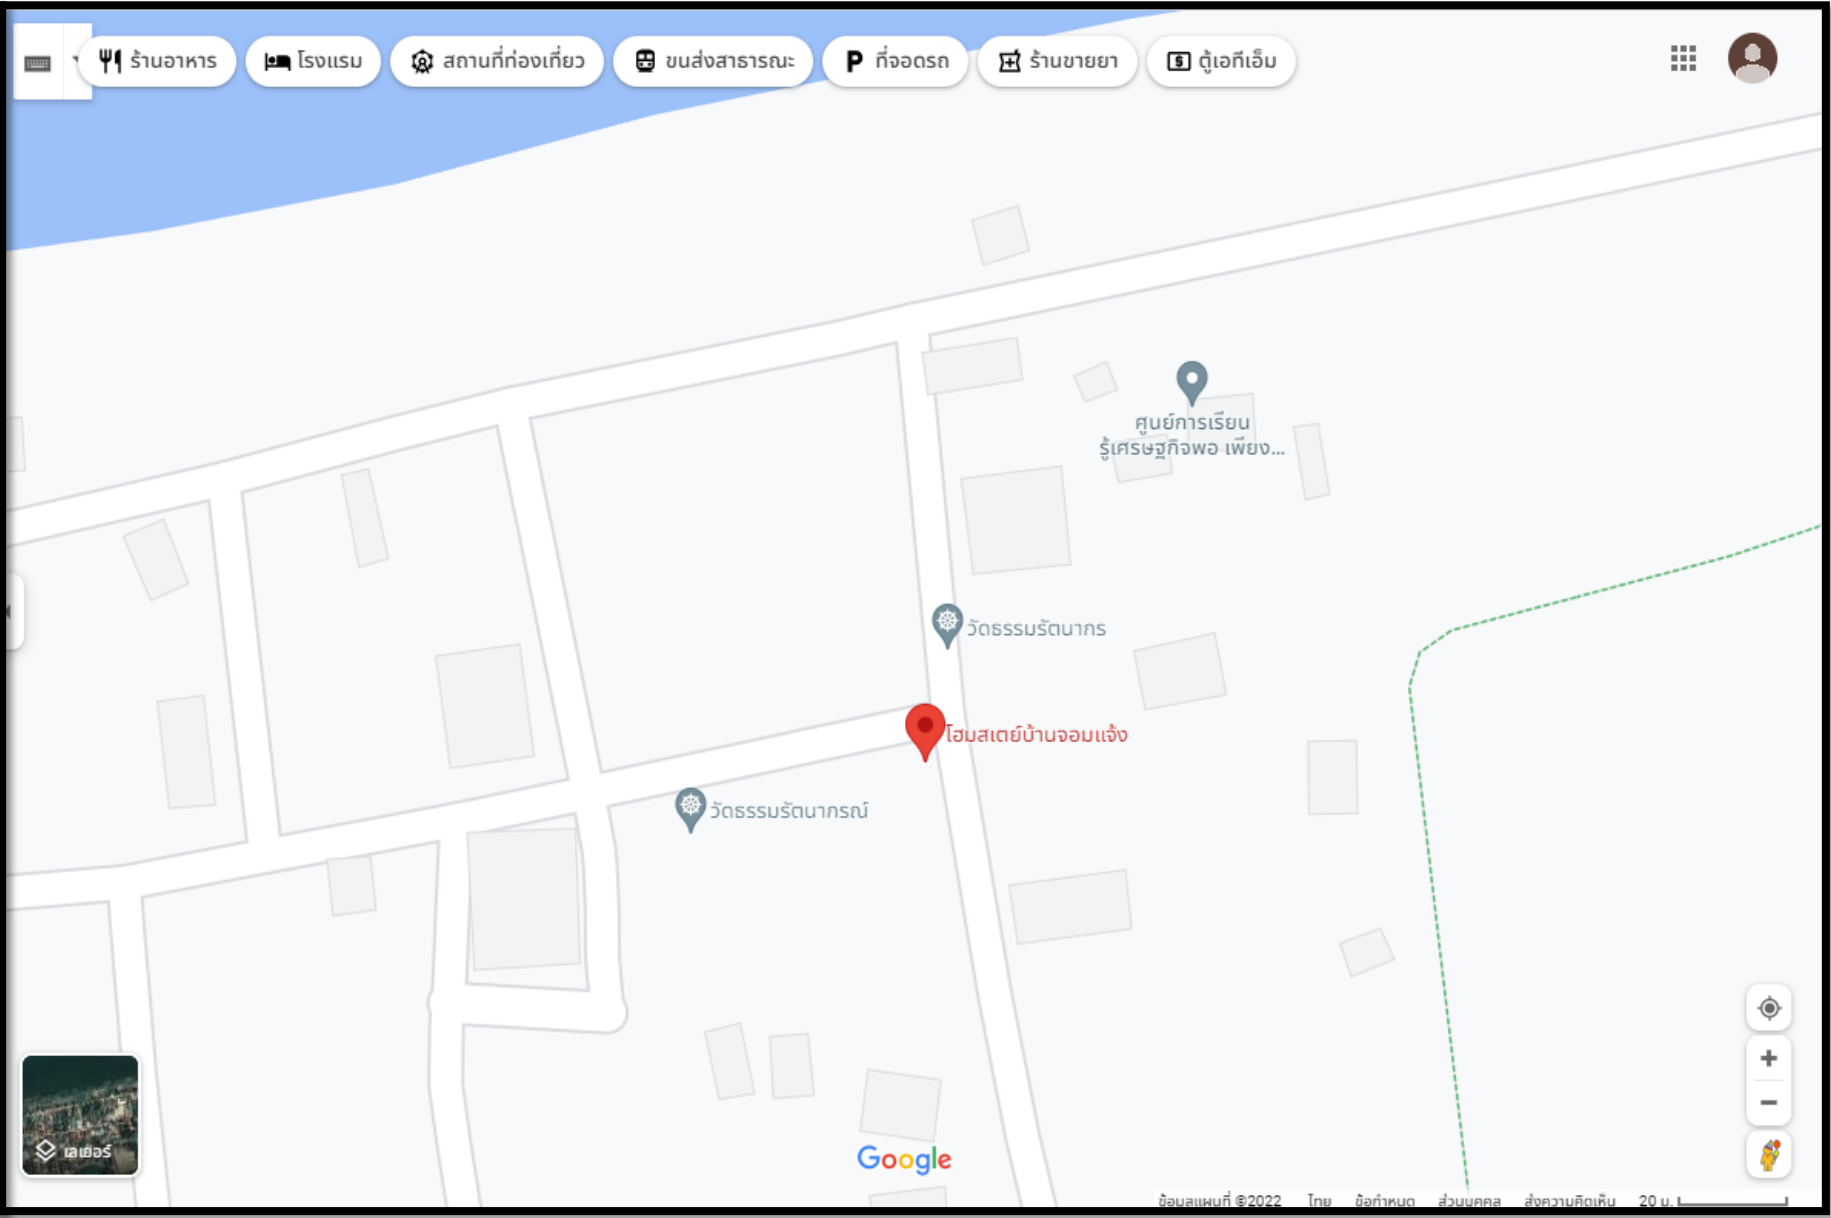 ร้านอาหาร
โรงแรม
สถานที่ท่องเที่ยว
ขนส่งสาธารณะ
P ที่จอดรถ
ร้านขายยา
ตู้เอทีเอ็ม
ศูนย์การเรียน
รู้เศรษฐกิจพอ เพียง...
วัดธรรมรัตนากร
โฮมสเตย์บ้านจอมแจ้ง
วัดธรรมรัตนากรณ์
เลเยอร์
Google
ข้อมูลแผนที่ ©2022 ไทย ข้อกำหนด ส่วนบุคคล ส่งความคิดเห็น 20 ม.